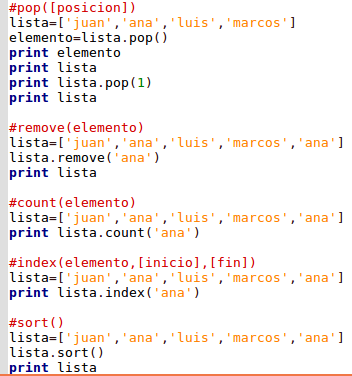 #pop([posicion])
lista=['juan','ana','luis','marcos']
elemento=lista.pop()
print elemento
print lista
print lista.pop(1)
print lista
#remove(elemento)
lista=['juan','ana','luis','marcos','ana']
lista.remove('ana')
print lista
#count(elemento)
lista=['juan','ana','luis','marcos','ana']
print lista.count('ana')
#index(elemento,[inicio],[fin])
lista=['juan','ana','luis','marcos','ana']
print lista.index('ana')
#sort()
lista=['juan','ana','luis','marcos','ana']
lista.sort()
print lista